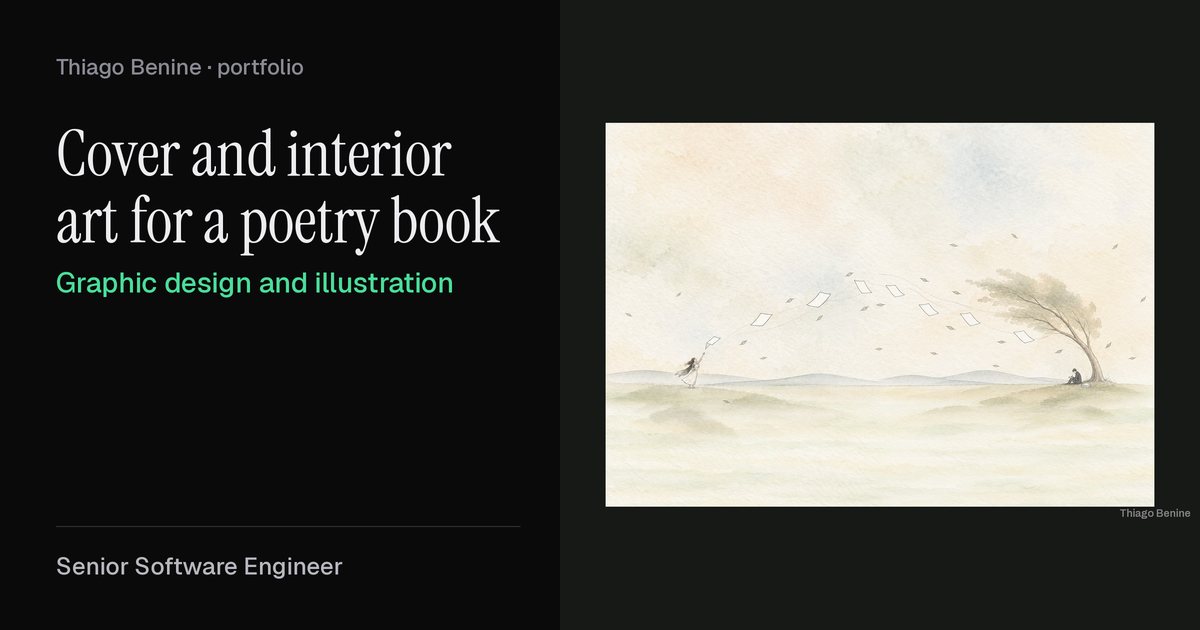 Thiago Benine · portfolio
Cover and interior
art for a poetry book
Graphic design and illustration
Senior Software Engineer
Thiago Benine